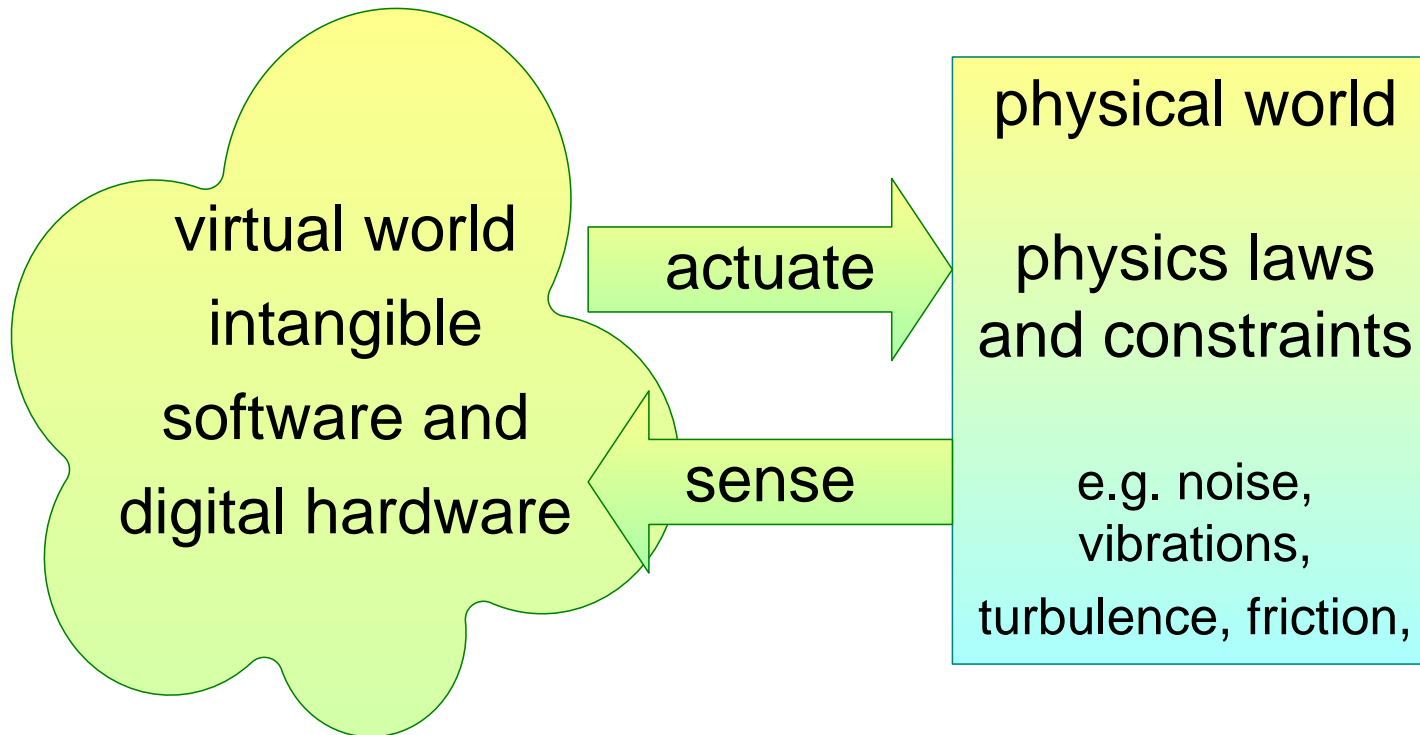 virtual world
intangible
software and
digital hardware
actuate
sense
physical world
physics laws
and constraints
e.g. noise,
vibrations,
turbulence, friction,